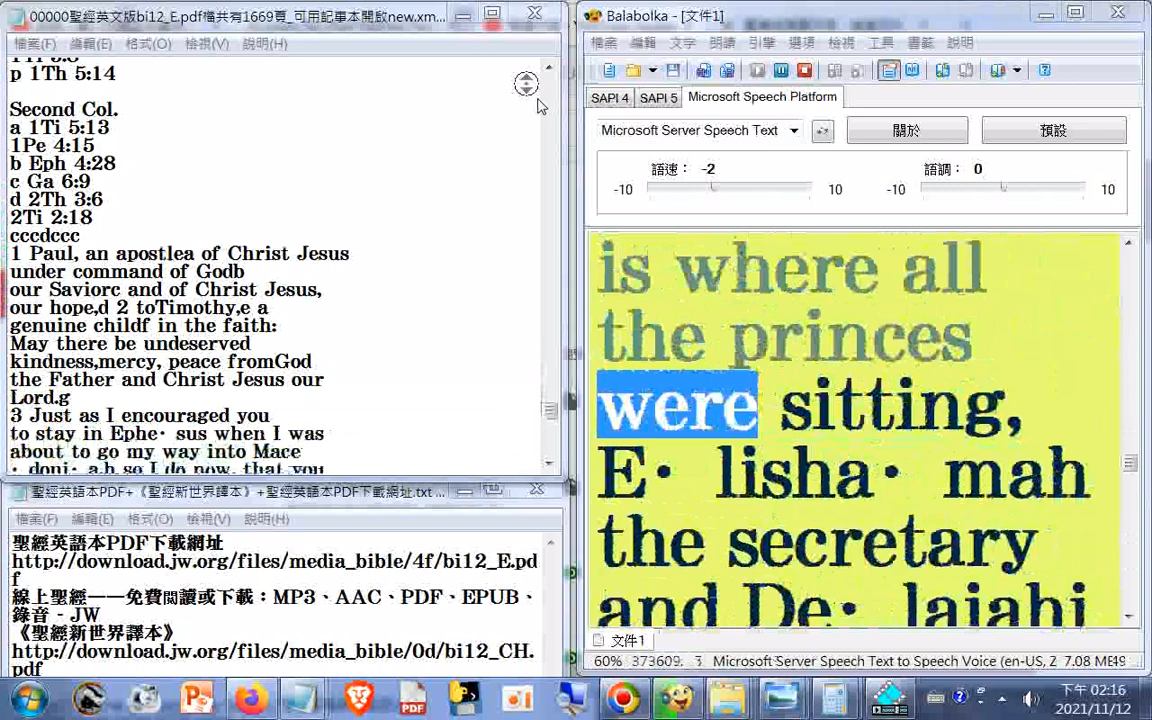 00000聖經英文版bi12_E.pdf檔共有1669頁_可用記事本開啟new.xm...
檔案(F) 編輯(E) 格式(O) 檢視(V) 說明(H)
p 1Th 5:14
Second Col.
a 1Ti 5:13
1Pe 4:15
b Eph 4:28
c Ga 6:9
d 2Th 3:6
2Ti 2:18
cccdccc
1 Paul, an apostlea of Christ Jesus
under command of Godb
our Saviorc and of Christ Jesus,
our hope,d 2 toTimothy,e a
genuine childf in the faith:
May there be undeserved
kindness,mercy, peace fromGod
the Father and Christ Jesus our
Lord.g
3 Just as I encouraged you
to stay in Ephe· sus when I was
about to go my way into Mace
· doni· a,h so I do now, that you
聖經英語本PDF+《聖經新世界譯本》+聖經英語本PDF下載網址.txt ...
檔案(F) 編輯(E) 格式(O) 檢視(V) 說明(H)
聖經英語本PDF下載網址
http://download.jw.org/files/media_bible/4f/bi12_E.pd
f
線上聖經——免費閱讀或下載：MP3、AAC、PDF、EPUB、
錄音 - JW
《聖經新世界譯本》
http://download.jw.org/files/media_bible/0d/bi12_CH.
pdf
Balabolka - [文件1]
檔案 編輯 文字 朗讀 引擎 選項 檢視 工具 書籤 說明
SAPI 4 SAPI 5 Microsoft Speech Platform
Microsoft Server Speech Text 關於 預設
語速： -2 語調： 0
-10 10 -10 10
is where all
the princes
were sitting,
E· lisha· mah
the secretary
and De· laiahi
文件1
60% 373609. Microsoft Server Speech Text to Speech Voice (en-US, Z 7.08 MB
下午 02:16
2021/11/12